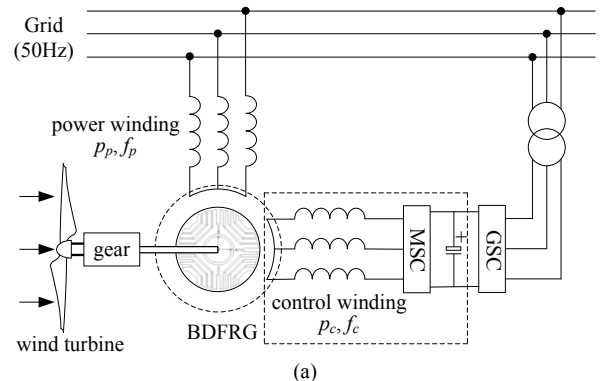 Grid
(50Hz)
power winding
pp, fp
gear
MSC
+
GSC
control winding
pc, fc
BDFRG
wind turbine
(a)